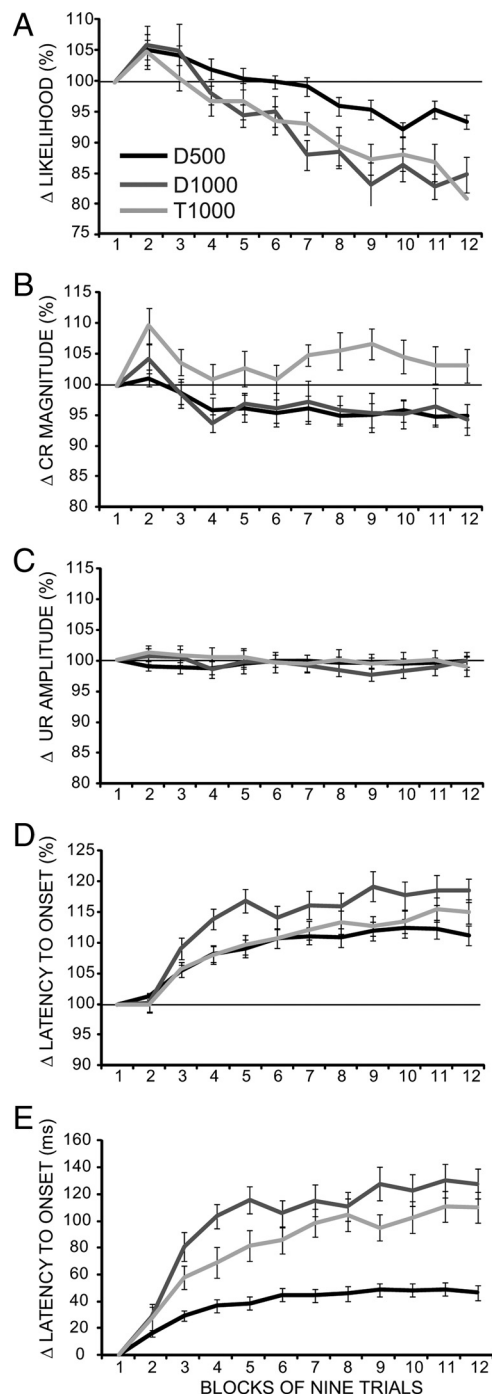 A
Δ LIKELIHOOD (%)
110
105
100
95
90
85
80
75
D500
D1000
T1000
1 2 3 4 5 6 7 8 9 10 11 12
B
Δ CR MAGNITUDE (%)
115
110
105
100
95
90
85
80
1 2 3 4 5 6 7 8 9 10 11 12
C
Δ UR AMPLITUDE (%)
115
110
105
100
95
90
85
80
1 2 3 4 5 6 7 8 9 10 11 12
D
Δ LATENCY TO ONSET
(%)
125
120
115
110
105
100
95
90
1 2 3 4 5 6 7 8 9 10 11 12
E
Δ LATENCY TO ONSET (ms)
160
140
120
100
80
60
40
20
0
1 2 3 4 5 6 7 8 9 10 11 12
BLOCKS OF NINE TRIALS